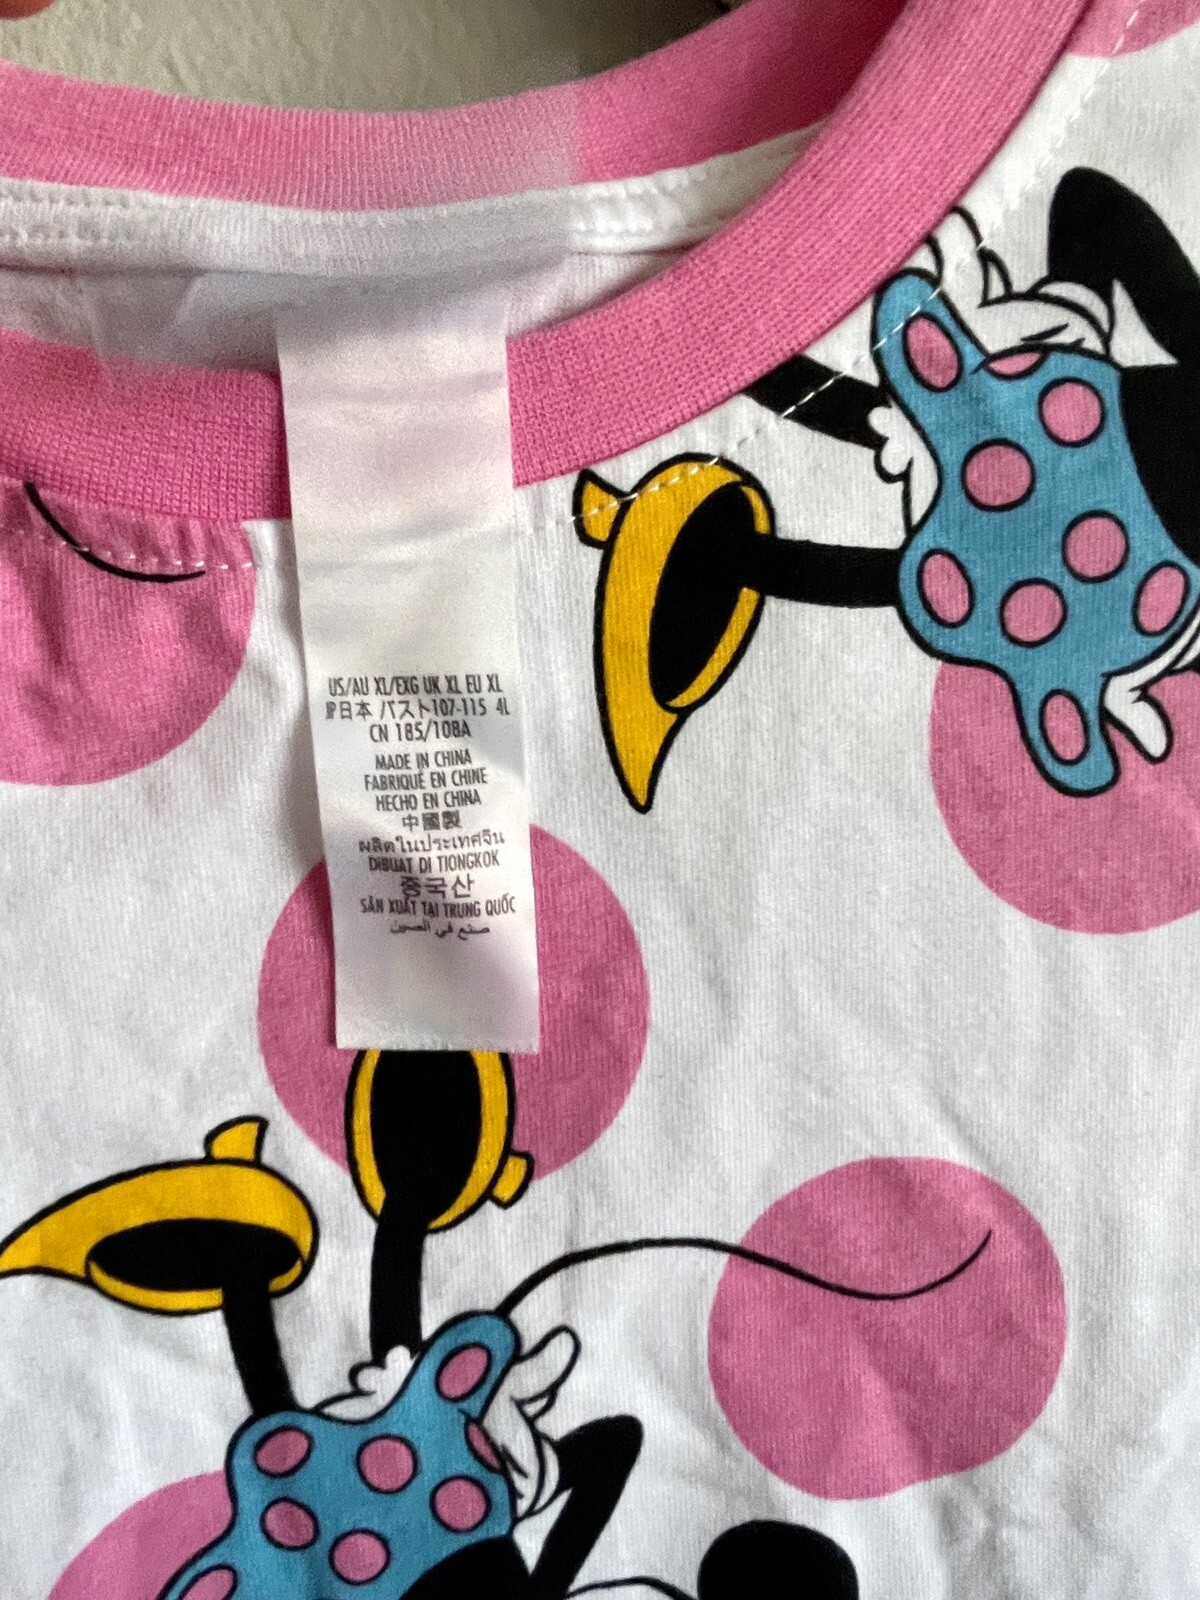 US/AU XL/EXG UK XL EU XL
JP日本 バスト107-115 4L
CN 185/108A
MADE IN CHINA
FABRIQUÉ EN CHINE
HECHO EN CHINA
中國製
ผลิตในประเทศจีน
DIBUAT DI TIONGKOK
중국산
SẢN XUẤT TẠI TRUNG QUỐC
صنع في الصين